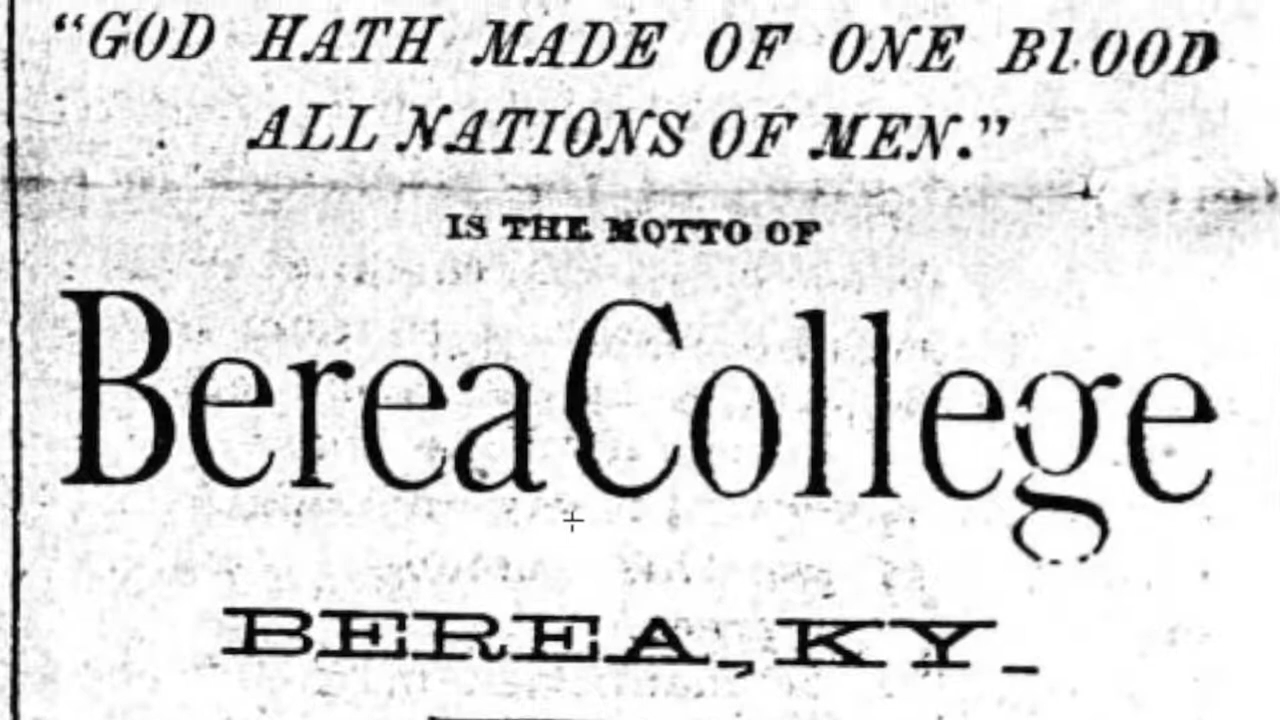 “GOD HATH MADE OF ONE BlOOD
ALL NATIONS OF MEN.”
IS THE MOTTO OF
Berea College
BEREA, KY.